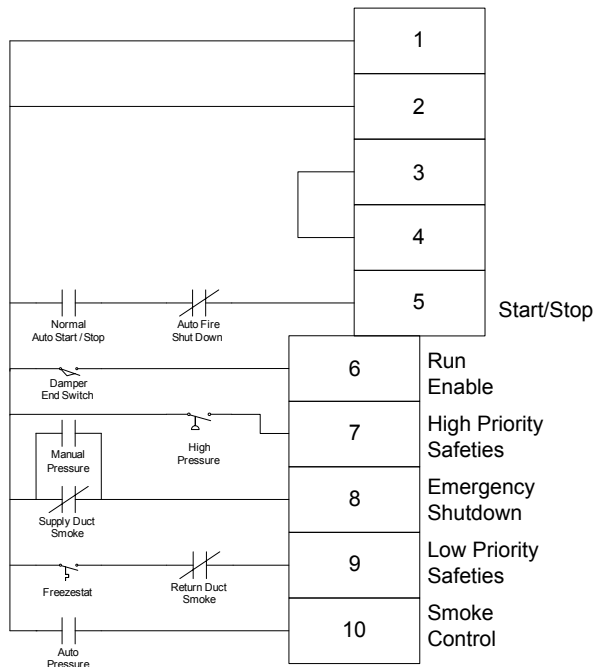 1
2
3
4
5
Start/Stop
Normal
Auto Start / Stop
Auto Fire
Shut Down
6
Run
Enable
Damper
End Switch
7
High Priority
Safeties
High
Pressure
Manual
Pressure
8
Emergency
Shutdown
Supply Duct
Smoke
9
Low Priority
Safeties
Freezestat
Return Duct
Smoke
10
Smoke
Control
Auto
Pressure